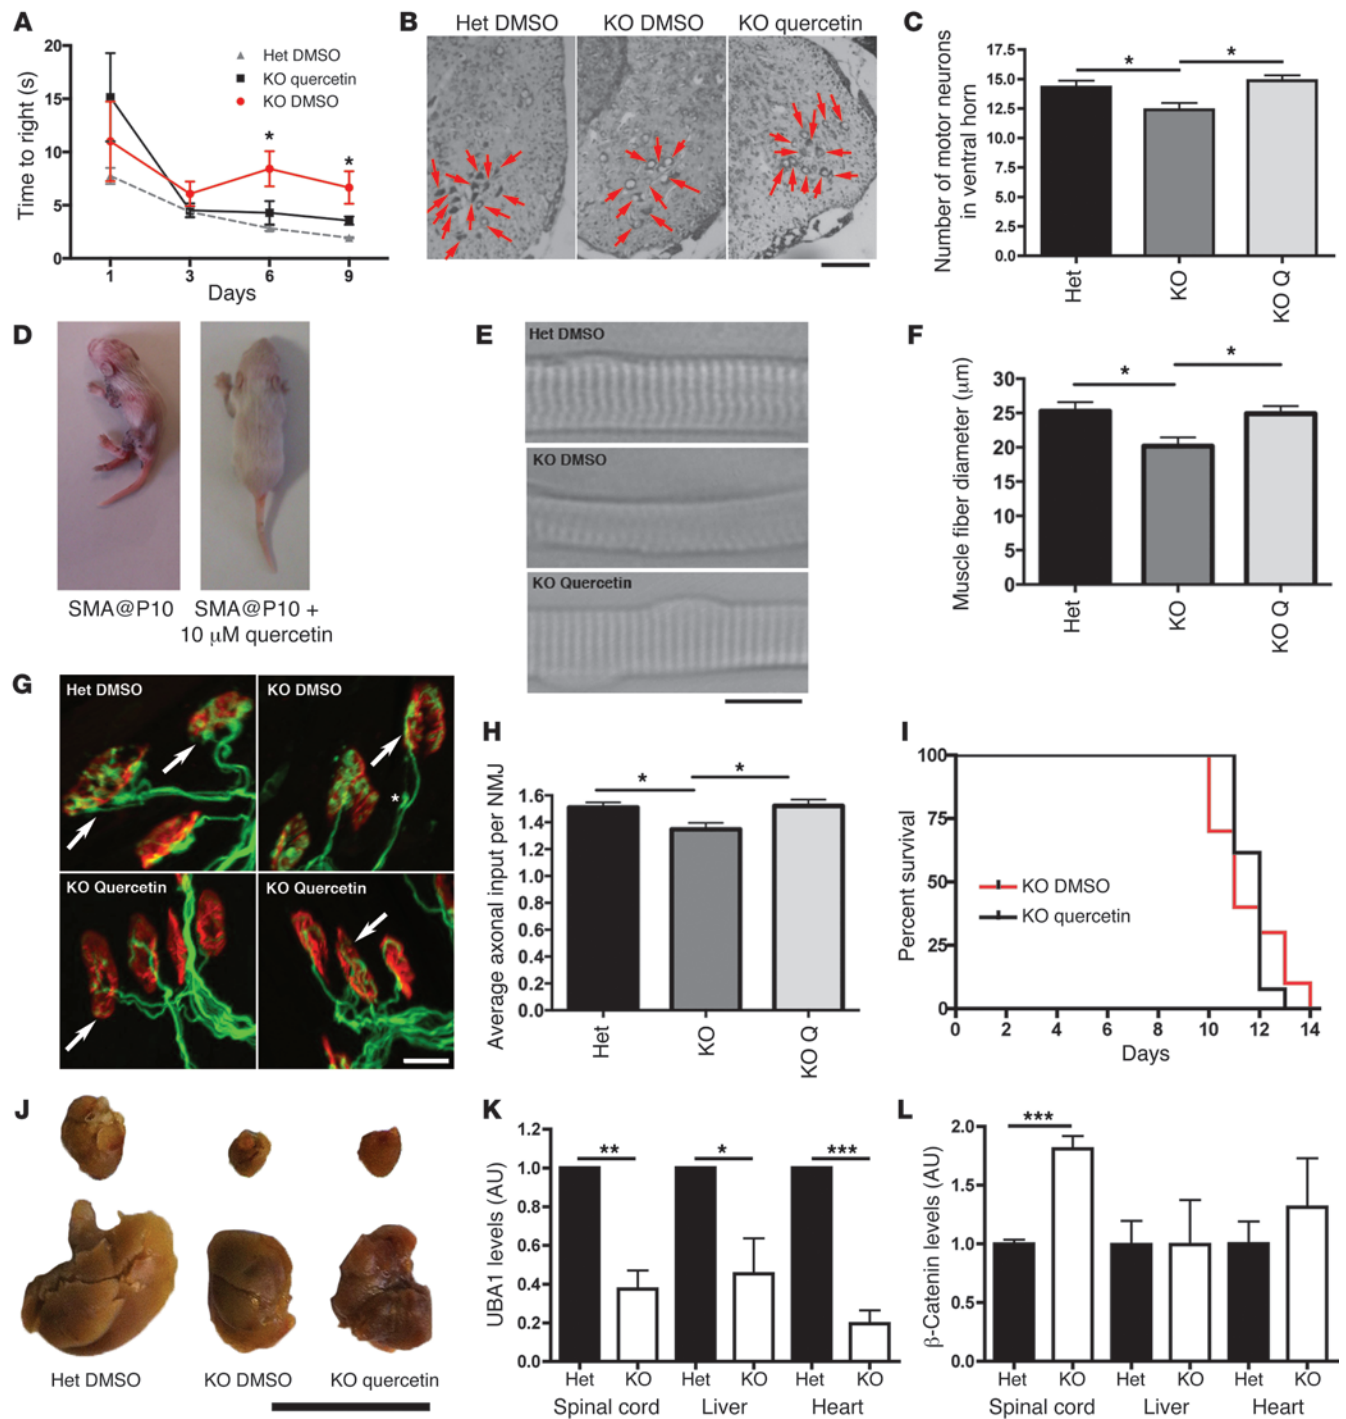 A
Time to right (s)
20
15
10
5
0
1
3
6
9
Days
Het DMSO
KO quercetin
KO DMSO
*
*
B
Het DMSO
KO DMSO
KO quercetin
C
Number of motor neurons
in ventral horn
17.5
15.0
12.5
10.0
7.5
5.0
2.5
0.0
*
*
Het
KO
KO Q
D
SMA@P10
SMA@P10 +
10 μM quercetin
E
Het DMSO
KO DMSO
KO Quercetin
F
Muscle fiber diameter (μm)
30
25
20
15
10
5
0
*
*
Het
KO
KO Q
G
Het DMSO
KO DMSO
*
KO Quercetin
KO Quercetin
H
Average axonal input per NMJ
1.6
1.4
1.2
1.0
0.8
0.6
0.4
0.2
0.0
*
*
Het
KO
KO Q
I
Percent survival
100
75
50
25
0
KO DMSO
KO quercetin
0
2
4
6
8
10
12
14
Days
J
Het DMSO
KO DMSO
KO quercetin
K
UBA1 levels (AU)
1.2
1.0
0.8
0.6
0.4
0.2
0.0
**
*
***
Het KO Het KO Het KO
Spinal cord Liver Heart
L
β-Catenin levels (AU)
2.0
1.5
1.0
0.5
0.0
***
Het KO Het KO Het KO
Spinal cord Liver Heart